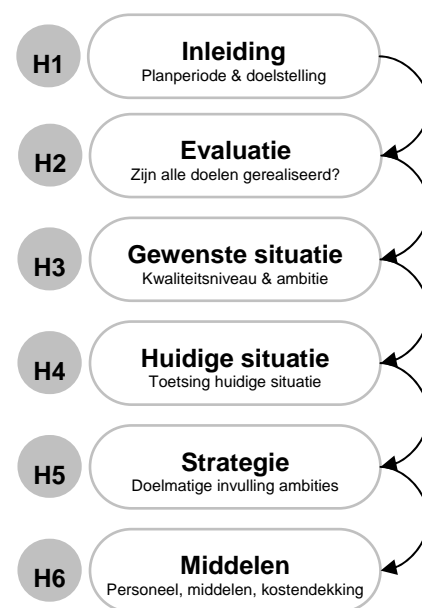 H1
Inleiding
Planperiode & doelstelling
H2
Evaluatie
Zijn alle doelen gerealiseerd?
H3
Gewenste situatie
Kwaliteitsniveau & ambitie
H4
Huidige situatie
Toetsing huidige situatie
H5
Strategie
Doelmatige invulling ambities
H6
Middelen
Personeel, middelen, kostendekking